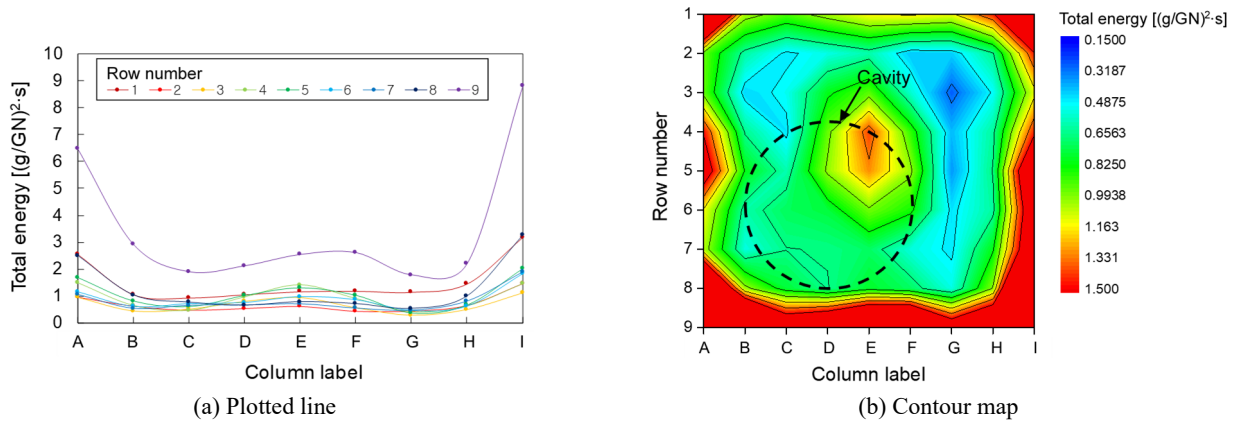 Total energy [(g/GN)²·s]
10
9
8
7
6
5
4
3
2
1
0
Row number
1 2 3 4 5 6 7 8 9
A B C D E F G H I
Column label
(a) Plotted line
Row number
1
2
3
4
5
6
7
8
9
Cavity
A B C D E F G H I
Column label
Total energy [(g/GN)²·s]
0.1500
0.3187
0.4875
0.6563
0.8250
0.9938
1.163
1.331
1.500
(b) Contour map